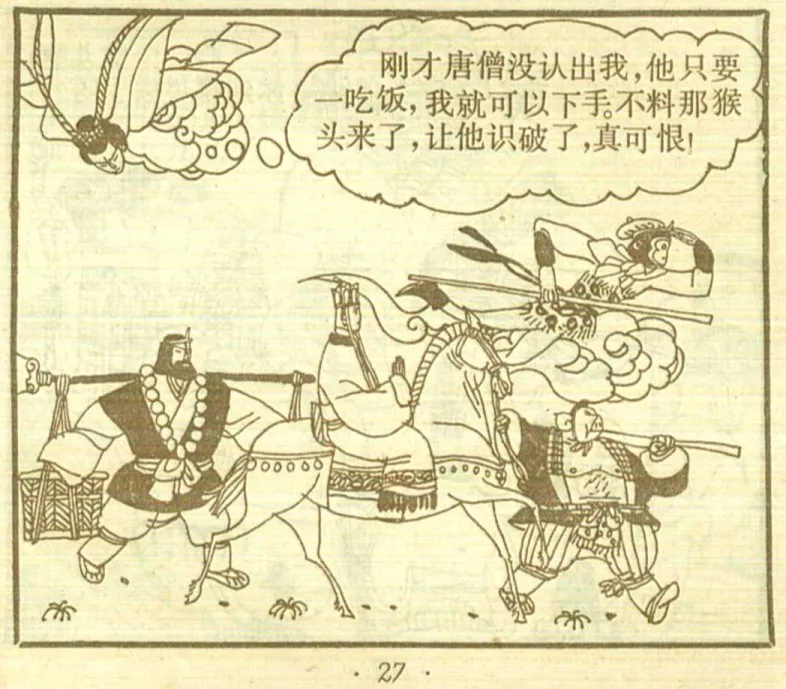 刚才唐僧没认出我，他只要
一吃饭，我就可以下手。不料那猴
头来了，让他识破了，真可恨！
· 27 ·